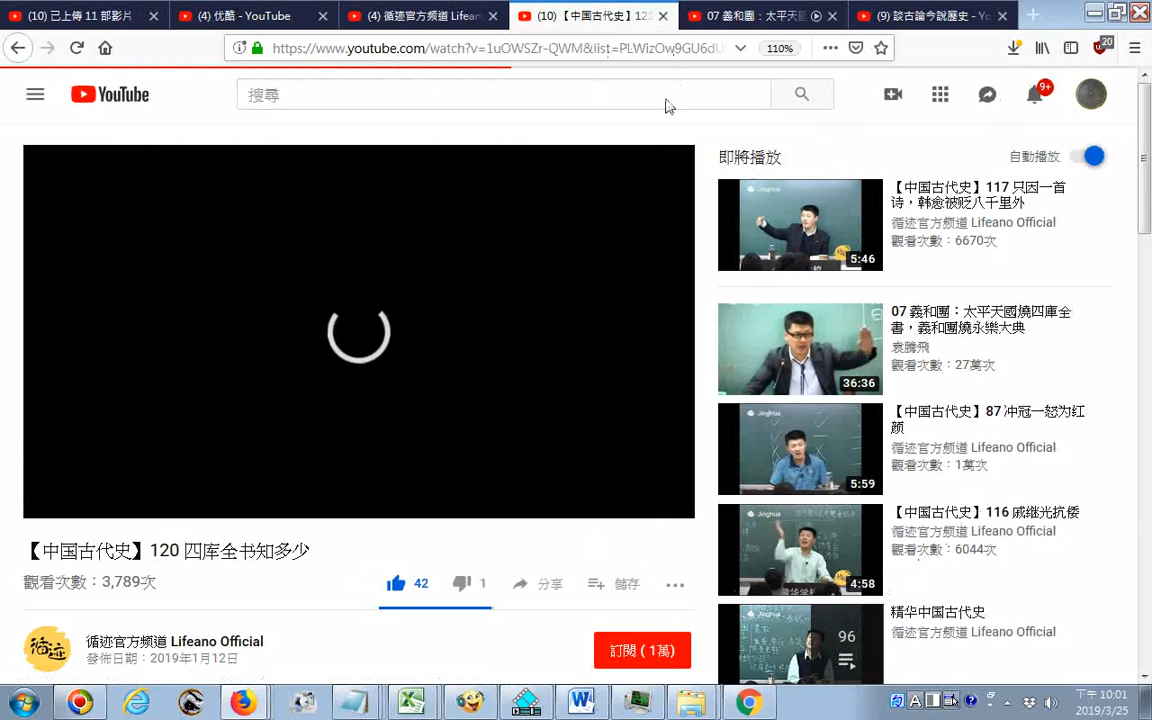 (10) 已上傳 11 部影片
(4) 优酷 - YouTube
(4) 循迹官方频道 Lifean
(10) 【中国古代史】12
07 義和團：太平天國
(9) 談古論今說歷史 - Yo
https://www.youtube.com/watch?v=1uOWSZr-QWM&list=PLWizOw9GU6dU
110%
20
YouTube
搜尋
9+
即將播放
自動播放
Jinghua
5:46
【中国古代史】117 只因一首
诗，韩愈被贬八千里外
循迹官方频道 Lifeano Official
觀看次數：6670次
36:36
07 義和團：太平天國燒四庫全
書，義和團燒永樂大典
袁騰飛
觀看次數：27萬次
Jinghua
5:59
【中国古代史】87 冲冠一怒为红
颜
循迹官方频道 Lifeano Official
觀看次數：1萬次
Jinghua
4:58
【中国古代史】116 戚继光抗倭
循迹官方频道 Lifeano Official
觀看次數：6044次
Jinghua
96
精华中国古代史
循迹官方频道 Lifeano Official
【中国古代史】120 四库全书知多少
觀看次數：3,789次
42
1
分享
儲存
循迹
循迹官方频道 Lifeano Official
發佈日期：2019年1月12日
訂閱 ( 1萬)
A
下午 10:01
2019/3/25